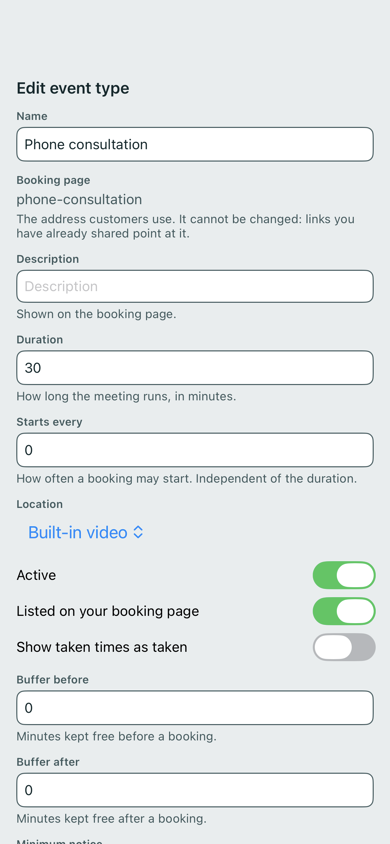 Edit event type
Name
Phone consultation
Booking page
phone-consultation
The address customers use. It cannot be changed: links you
have already shared point at it.
Description
Description
Shown on the booking page.
Duration
30
How long the meeting runs, in minutes.
Starts every
0
How often a booking may start. Independent of the duration.
Location
Built-in video
Active
Listed on your booking page
Show taken times as taken
Buffer before
0
Minutes kept free before a booking.
Buffer after
0
Minutes kept free after a booking.
Minimum notice